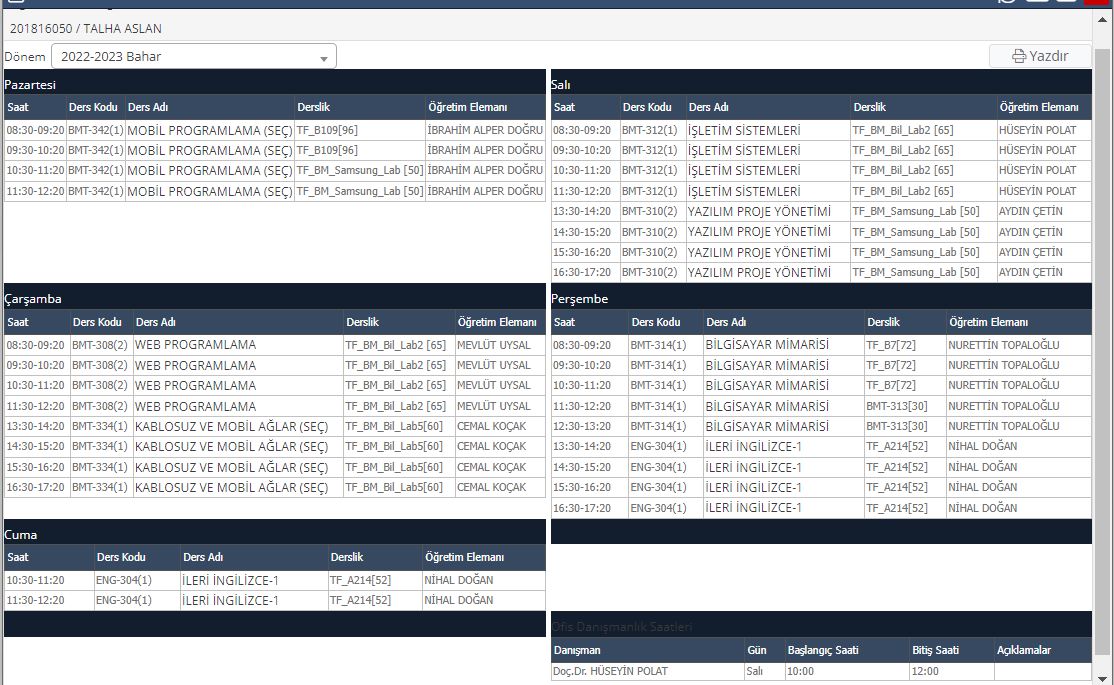 201816050 / TALHA ASLAN
Dönem 2022-2023 Bahar Yazdır
Pazartesi
Saat Ders Kodu Ders Adı Derslik Öğretim Elemanı
08:30-09:20 BMT-342(1) MOBİL PROGRAMLAMA (SEÇ) TF_B109[96] İBRAHİM ALPER DOĞRU
09:30-10:20 BMT-342(1) MOBİL PROGRAMLAMA (SEÇ) TF_B109[96] İBRAHİM ALPER DOĞRU
10:30-11:20 BMT-342(1) MOBİL PROGRAMLAMA (SEÇ) TF_BM_Samsung_Lab [50] İBRAHİM ALPER DOĞRU
11:30-12:20 BMT-342(1) MOBİL PROGRAMLAMA (SEÇ) TF_BM_Samsung_Lab [50] İBRAHİM ALPER DOĞRU
Salı
Saat Ders Kodu Ders Adı Derslik Öğretim Elemanı
08:30-09:20 BMT-312(1) İŞLETİM SİSTEMLERİ TF_BM_Bil_Lab2 [65] HÜSEYİN POLAT
09:30-10:20 BMT-312(1) İŞLETİM SİSTEMLERİ TF_BM_Bil_Lab2 [65] HÜSEYİN POLAT
10:30-11:20 BMT-312(1) İŞLETİM SİSTEMLERİ TF_BM_Bil_Lab2 [65] HÜSEYİN POLAT
11:30-12:20 BMT-312(1) İŞLETİM SİSTEMLERİ TF_BM_Bil_Lab2 [65] HÜSEYİN POLAT
13:30-14:20 BMT-310(2) YAZILIM PROJE YÖNETİMİ TF_BM_Samsung_Lab [50] AYDIN ÇETİN
14:30-15:20 BMT-310(2) YAZILIM PROJE YÖNETİMİ TF_BM_Samsung_Lab [50] AYDIN ÇETİN
15:30-16:20 BMT-310(2) YAZILIM PROJE YÖNETİMİ TF_BM_Samsung_Lab [50] AYDIN ÇETİN
16:30-17:20 BMT-310(2) YAZILIM PROJE YÖNETİMİ TF_BM_Samsung_Lab [50] AYDIN ÇETİN
Çarşamba
Saat Ders Kodu Ders Adı Derslik Öğretim Elemanı
08:30-09:20 BMT-308(2) WEB PROGRAMLAMA TF_BM_Bil_Lab2 [65] MEVLÜT UYSAL
09:30-10:20 BMT-308(2) WEB PROGRAMLAMA TF_BM_Bil_Lab2 [65] MEVLÜT UYSAL
10:30-11:20 BMT-308(2) WEB PROGRAMLAMA TF_BM_Bil_Lab2 [65] MEVLÜT UYSAL
11:30-12:20 BMT-308(2) WEB PROGRAMLAMA TF_BM_Bil_Lab2 [65] MEVLÜT UYSAL
13:30-14:20 BMT-334(1) KABLOSUZ VE MOBİL AĞLAR (SEÇ) TF_BM_Bil_Lab5[60] CEMAL KOÇAK
14:30-15:20 BMT-334(1) KABLOSUZ VE MOBİL AĞLAR (SEÇ) TF_BM_Bil_Lab5[60] CEMAL KOÇAK
15:30-16:20 BMT-334(1) KABLOSUZ VE MOBİL AĞLAR (SEÇ) TF_BM_Bil_Lab5[60] CEMAL KOÇAK
16:30-17:20 BMT-334(1) KABLOSUZ VE MOBİL AĞLAR (SEÇ) TF_BM_Bil_Lab5[60] CEMAL KOÇAK
Perşembe
Saat Ders Kodu Ders Adı Derslik Öğretim Elemanı
08:30-09:20 BMT-314(1) BİLGİSAYAR MİMARİSİ TF_B7[72] NURETTİN TOPALOĞLU
09:30-10:20 BMT-314(1) BİLGİSAYAR MİMARİSİ TF_B7[72] NURETTİN TOPALOĞLU
10:30-11:20 BMT-314(1) BİLGİSAYAR MİMARİSİ TF_B7[72] NURETTİN TOPALOĞLU
11:30-12:20 BMT-314(1) BİLGİSAYAR MİMARİSİ BMT-313[30] NURETTİN TOPALOĞLU
12:30-13:20 BMT-314(1) BİLGİSAYAR MİMARİSİ BMT-313[30] NURETTİN TOPALOĞLU
13:30-14:20 ENG-304(1) İLERİ İNGİLİZCE-1 TF_A214[52] NİHAL DOĞAN
14:30-15:20 ENG-304(1) İLERİ İNGİLİZCE-1 TF_A214[52] NİHAL DOĞAN
15:30-16:20 ENG-304(1) İLERİ İNGİLİZCE-1 TF_A214[52] NİHAL DOĞAN
16:30-17:20 ENG-304(1) İLERİ İNGİLİZCE-1 TF_A214[52] NİHAL DOĞAN
Cuma
Saat Ders Kodu Ders Adı Derslik Öğretim Elemanı
10:30-11:20 ENG-304(1) İLERİ İNGİLİZCE-1 TF_A214[52] NİHAL DOĞAN
11:30-12:20 ENG-304(1) İLERİ İNGİLİZCE-1 TF_A214[52] NİHAL DOĞAN
Ofis Danışmanlık Saatleri
Danışman Gün Başlangıç Saati Bitiş Saati Açıklamalar
Doç.Dr. HÜSEYİN POLAT Salı 10:00 12:00